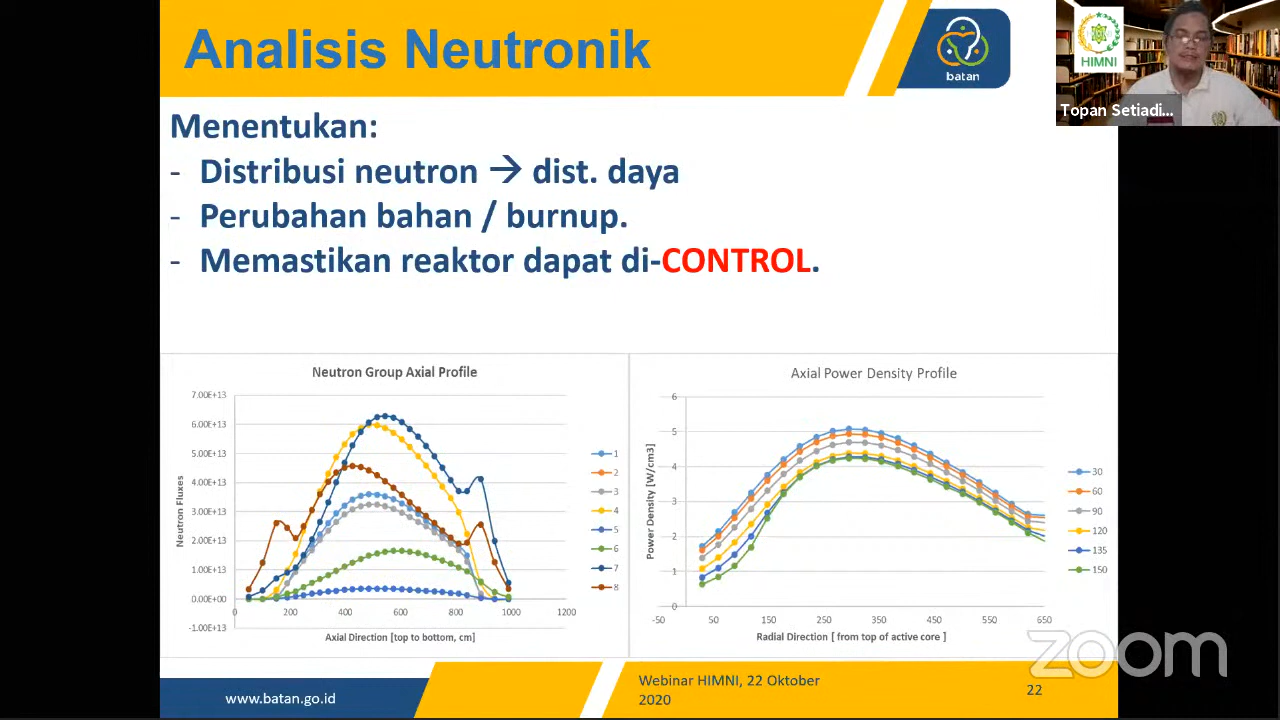 Analisis Neutronik
batan
HIMNI
Topan Setiadi...
Menentukan:
- Distribusi neutron → dist. daya
- Perubahan bahan / burnup.
- Memastikan reaktor dapat di-CONTROL.
Neutron Group Axial Profile
7.00E+13
6.00E+13
5.00E+13
4.00E+13
3.00E+13
2.00E+13
1.00E+13
0.00E+00
-1.00E+13
Neutron Fluxes
0 200 400 600 800 1000 1200
Axial Direction [top to bottom, cm]
1
2
3
4
5
6
7
8
Axial Power Density Profile
6
5
4
3
2
1
0
Power Density [W/cm3]
-50 50 150 250 350 450 550 650
Radial Direction [ from top of active core ]
30
60
90
120
135
150
zoom
www.batan.go.id
Webinar HIMNI, 22 Oktober
2020
22